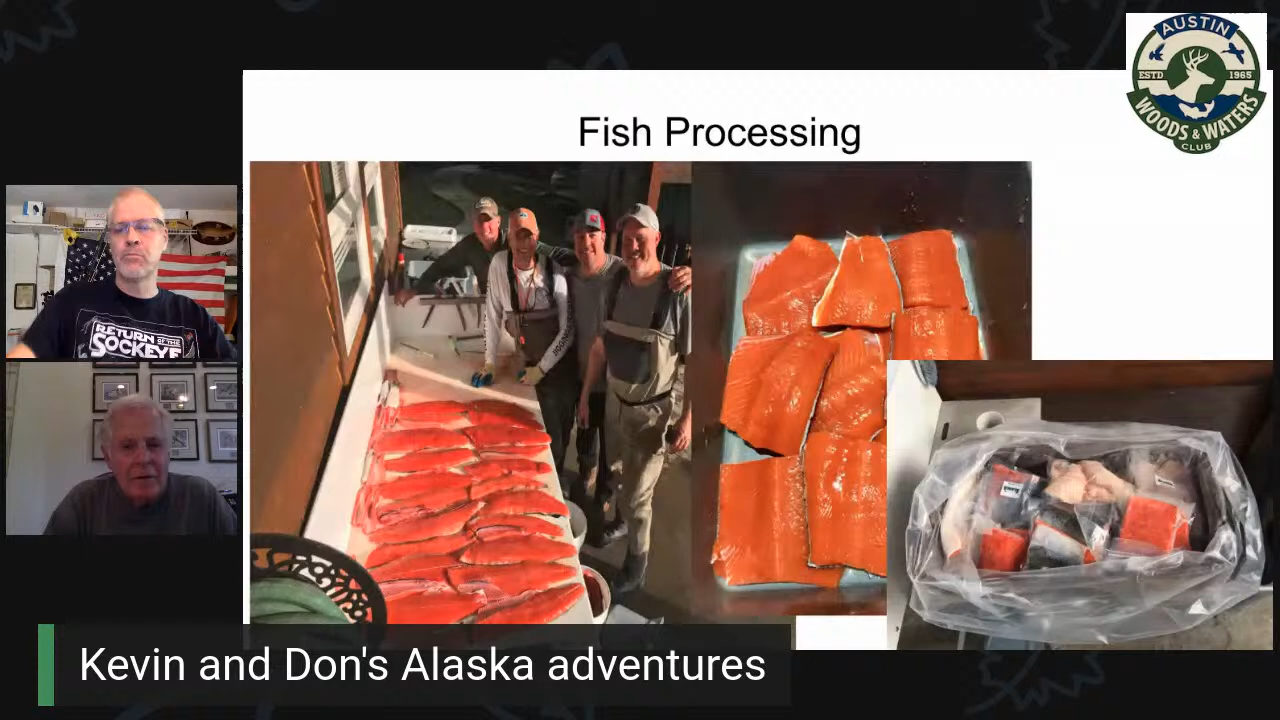 AUSTIN
ESTD 1965
WOODS & WATERS
CLUB
Fish Processing
RETURN OF THE
SOCKEYE
Kevin and Don's Alaska adventures